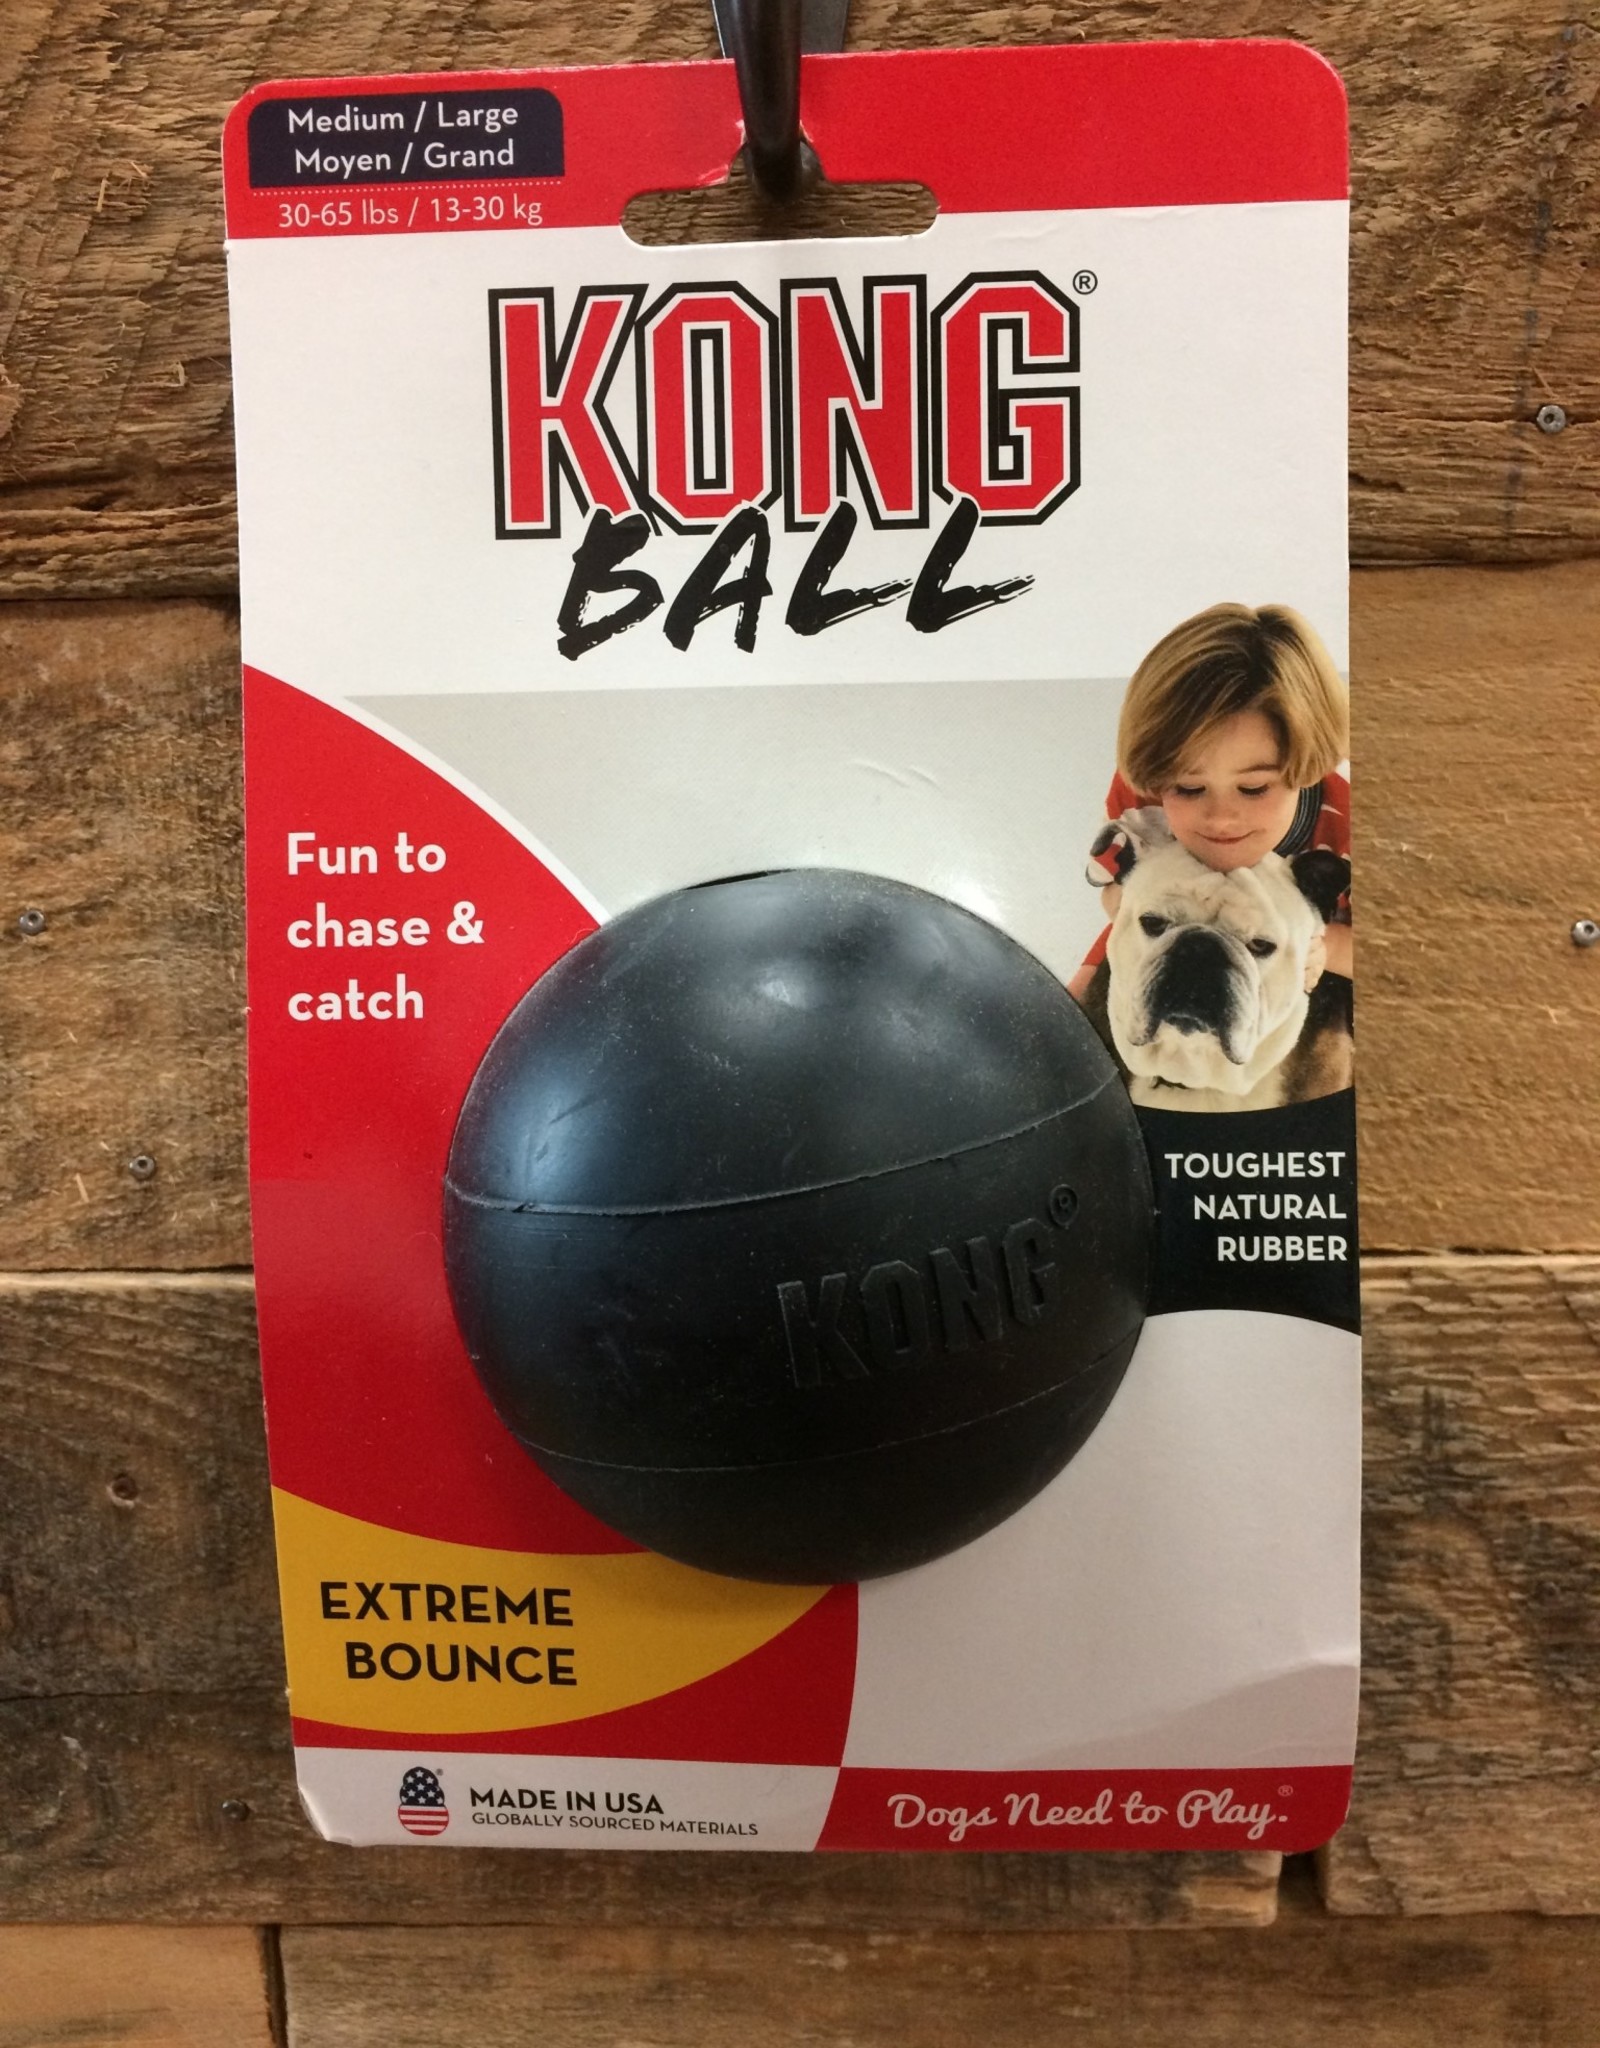 Medium / Large
Moyen / Grand
30-65 lbs / 13-30 kg
KONG®
BALL
Fun to
chase &
catch
TOUGHEST
NATURAL
RUBBER
KONG®
EXTREME
BOUNCE
MADE IN USA
GLOBALLY SOURCED MATERIALS
Dogs Need to Play.®